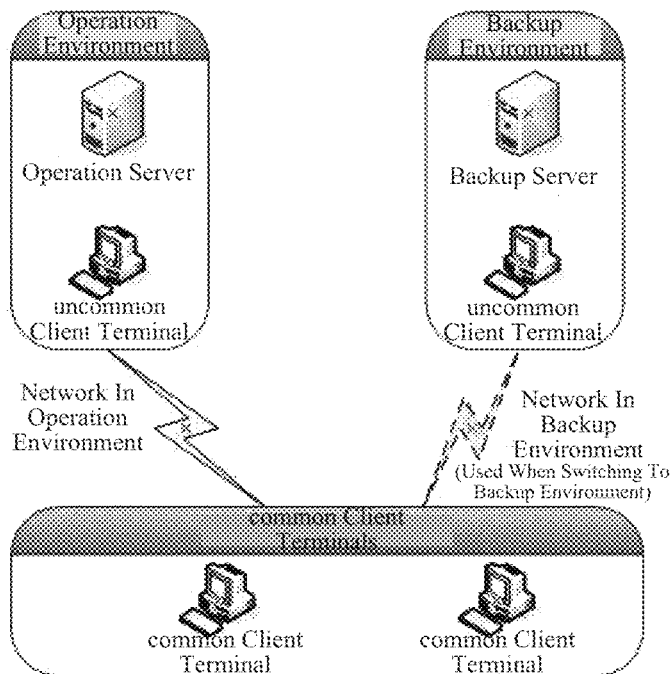 Operation
Environment
Operation Server
uncommon
Client Terminal
Backup
Environment
Backup Server
uncommon
Client Terminal
Network In
Operation
Environment
Network In
Backup
Environment
(Used When Switching To
Backup Environment)
common Client
Terminals
common Client
Terminal
common Client
Terminal